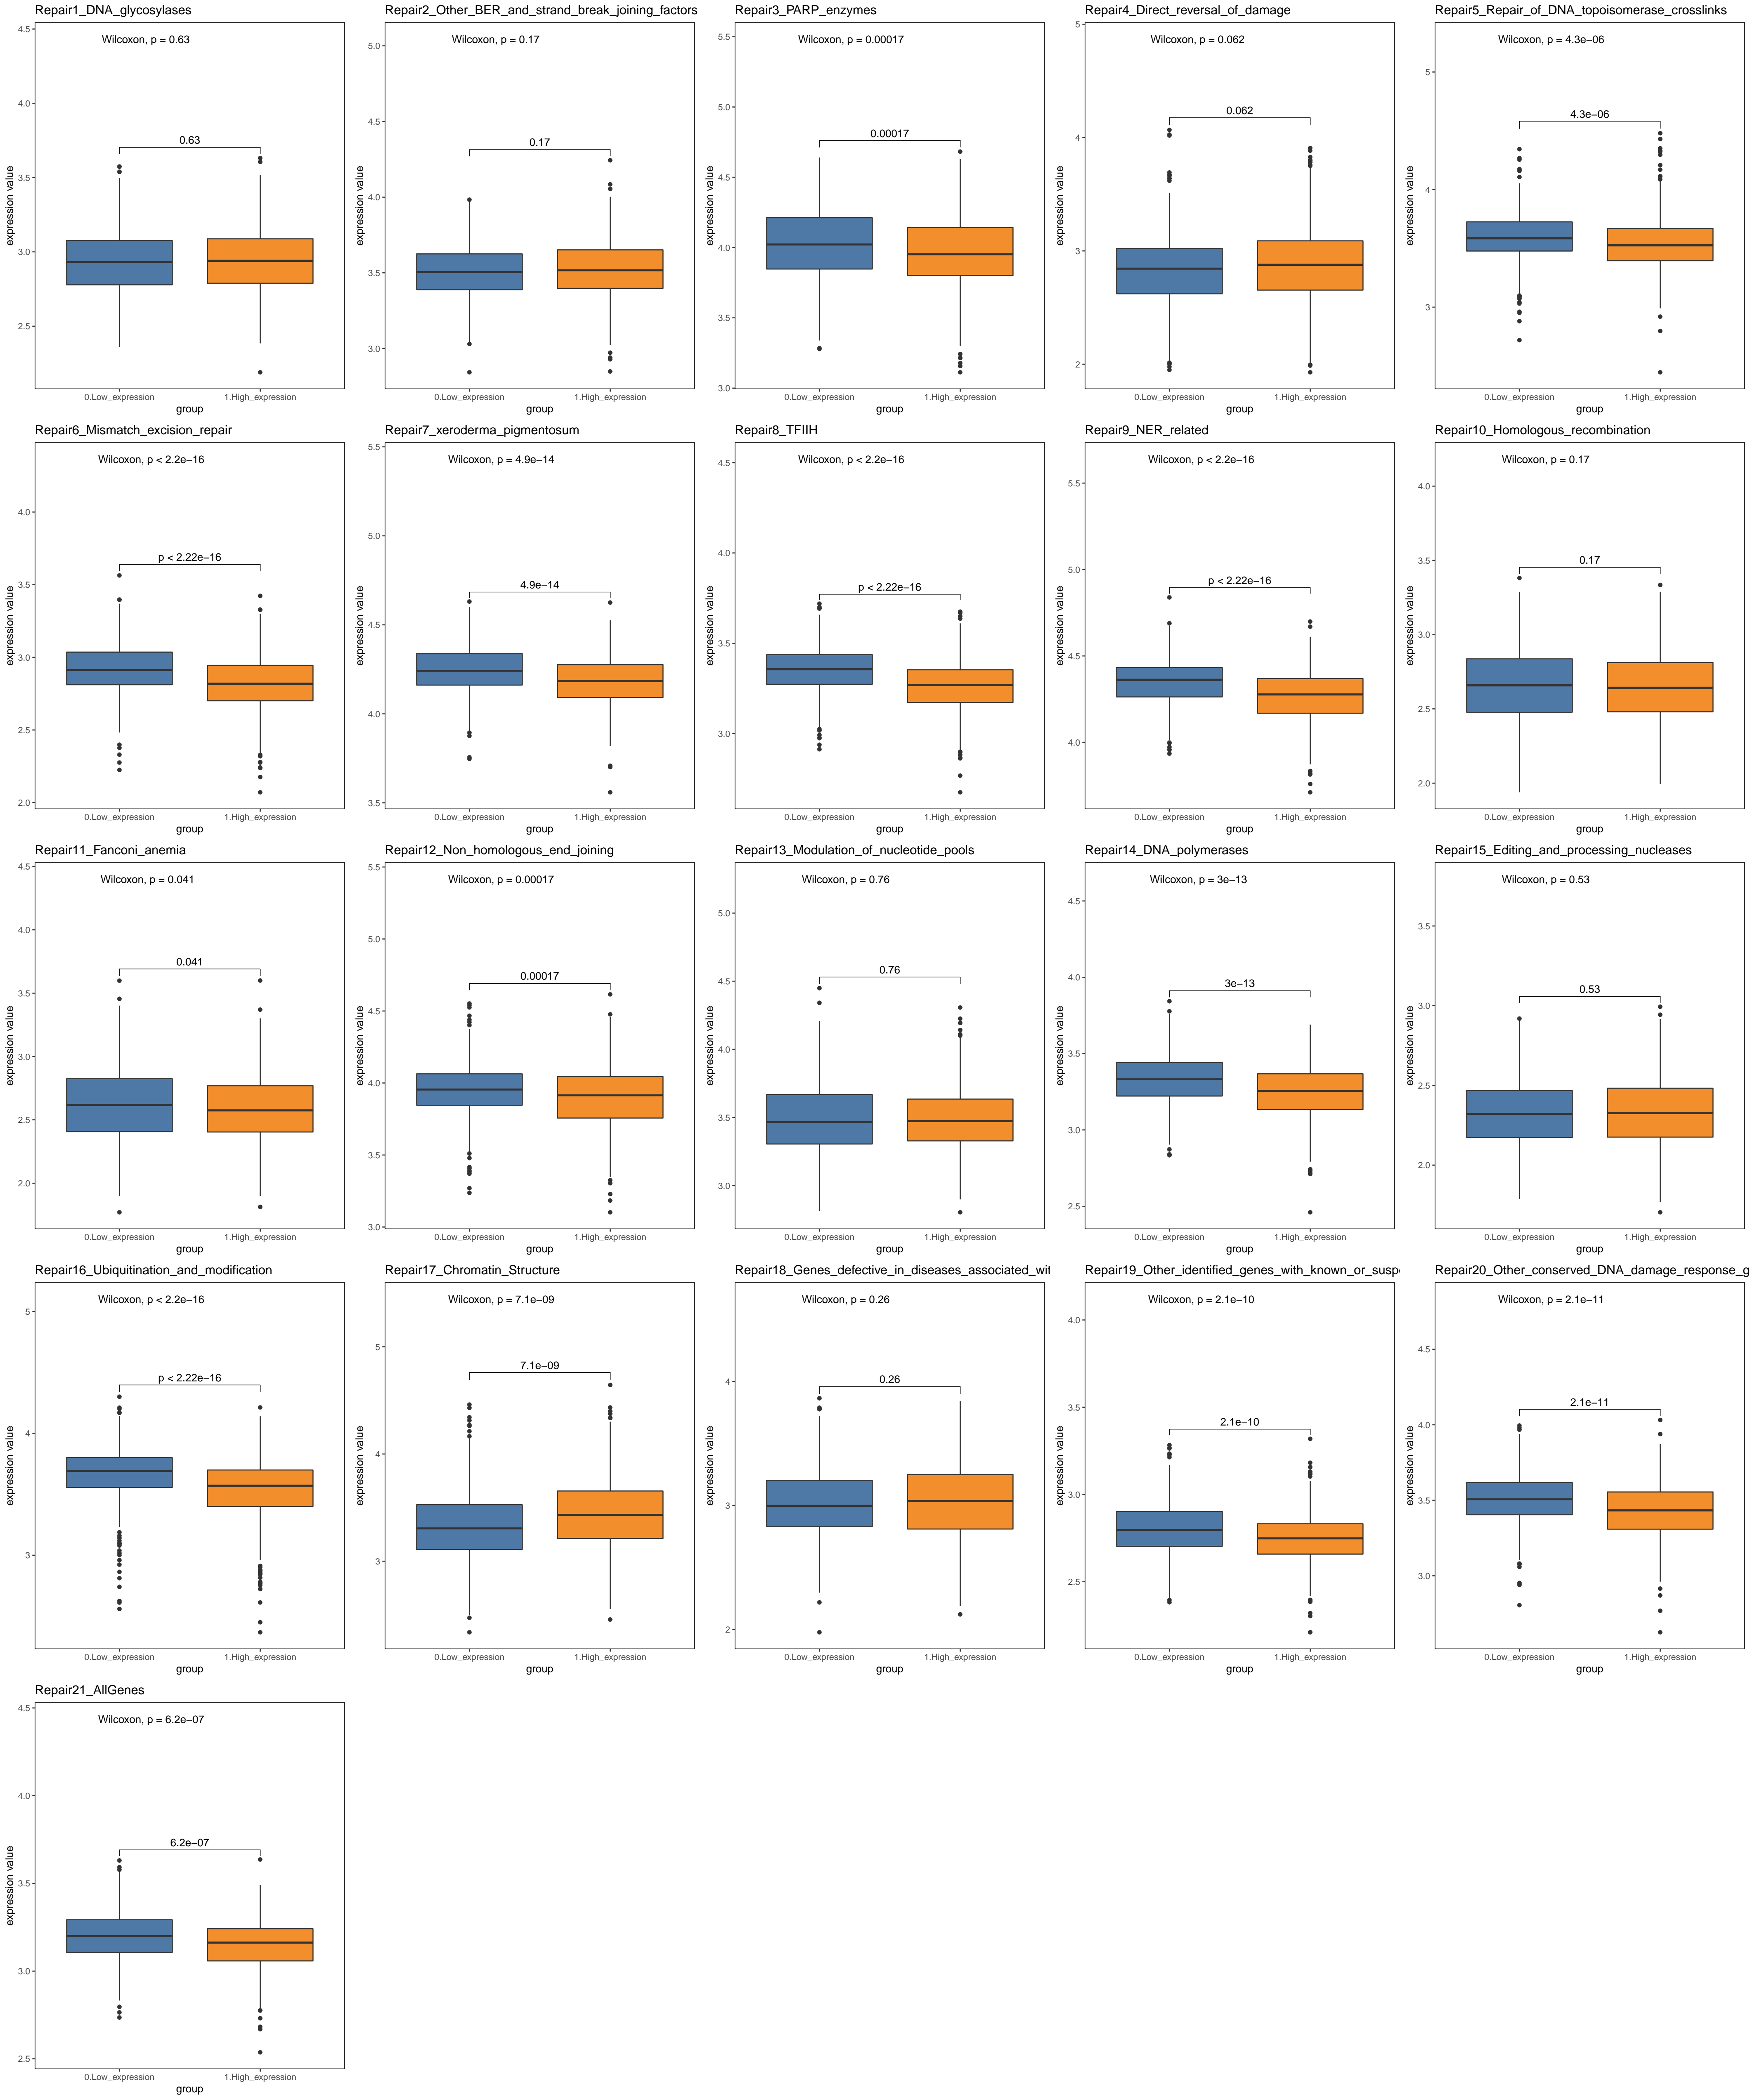 Repair1_DNA_glycosylases
Wilcoxon, p = 0.63
0.63
4.5
4.0
3.5
3.0
2.5
expression value
0.Low_expression 1.High_expression
group
Repair2_Other_BER_and_strand_break_joining_factors
Wilcoxon, p = 0.17
0.17
5.0
4.5
4.0
3.5
3.0
expression value
0.Low_expression 1.High_expression
group
Repair3_PARP_enzymes
Wilcoxon, p = 0.00017
0.00017
5.5
5.0
4.5
4.0
3.5
3.0
expression value
0.Low_expression 1.High_expression
group
Repair4_Direct_reversal_of_damage
Wilcoxon, p = 0.062
0.062
5
4
3
2
expression value
0.Low_expression 1.High_expression
group
Repair5_Repair_of_DNA_topoisomerase_crosslinks
Wilcoxon, p = 4.3e−06
4.3e−06
5
4
3
expression value
0.Low_expression 1.High_expression
group
Repair6_Mismatch_excision_repair
Wilcoxon, p < 2.2e−16
p < 2.22e−16
4.0
3.5
3.0
2.5
2.0
expression value
0.Low_expression 1.High_expression
group
Repair7_xeroderma_pigmentosum
Wilcoxon, p = 4.9e−14
4.9e−14
5.5
5.0
4.5
4.0
3.5
expression value
0.Low_expression 1.High_expression
group
Repair8_TFIIH
Wilcoxon, p < 2.2e−16
p < 2.22e−16
4.5
4.0
3.5
3.0
expression value
0.Low_expression 1.High_expression
group
Repair9_NER_related
Wilcoxon, p < 2.2e−16
p < 2.22e−16
5.5
5.0
4.5
4.0
expression value
0.Low_expression 1.High_expression
group
Repair10_Homologous_recombination
Wilcoxon, p = 0.17
0.17
4.0
3.5
3.0
2.5
2.0
expression value
0.Low_expression 1.High_expression
group
Repair11_Fanconi_anemia
Wilcoxon, p = 0.041
0.041
4.5
4.0
3.5
3.0
2.5
2.0
expression value
0.Low_expression 1.High_expression
group
Repair12_Non_homologous_end_joining
Wilcoxon, p = 0.00017
0.00017
5.5
5.0
4.5
4.0
3.5
3.0
expression value
0.Low_expression 1.High_expression
group
Repair13_Modulation_of_nucleotide_pools
Wilcoxon, p = 0.76
0.76
5.0
4.5
4.0
3.5
3.0
expression value
0.Low_expression 1.High_expression
group
Repair14_DNA_polymerases
Wilcoxon, p = 3e−13
3e−13
4.5
4.0
3.5
3.0
2.5
expression value
0.Low_expression 1.High_expression
group
Repair15_Editing_and_processing_nucleases
Wilcoxon, p = 0.53
0.53
3.5
3.0
2.5
2.0
expression value
0.Low_expression 1.High_expression
group
Repair16_Ubiquitination_and_modification
Wilcoxon, p < 2.2e−16
p < 2.22e−16
5
4
3
expression value
0.Low_expression 1.High_expression
group
Repair17_Chromatin_Structure
Wilcoxon, p = 7.1e−09
7.1e−09
5
4
3
expression value
0.Low_expression 1.High_expression
group
Repair18_Genes_defective_in_diseases_associated_wit
Wilcoxon, p = 0.26
0.26
4
3
2
expression value
0.Low_expression 1.High_expression
group
Repair19_Other_identified_genes_with_known_or_susp
Wilcoxon, p = 2.1e−10
2.1e−10
4.0
3.5
3.0
2.5
expression value
0.Low_expression 1.High_expression
group
Repair20_Other_conserved_DNA_damage_response_g
Wilcoxon, p = 2.1e−11
2.1e−11
4.5
4.0
3.5
3.0
expression value
0.Low_expression 1.High_expression
group
Repair21_AllGenes
Wilcoxon, p = 6.2e−07
6.2e−07
4.5
4.0
3.5
3.0
2.5
expression value
0.Low_expression 1.High_expression
group